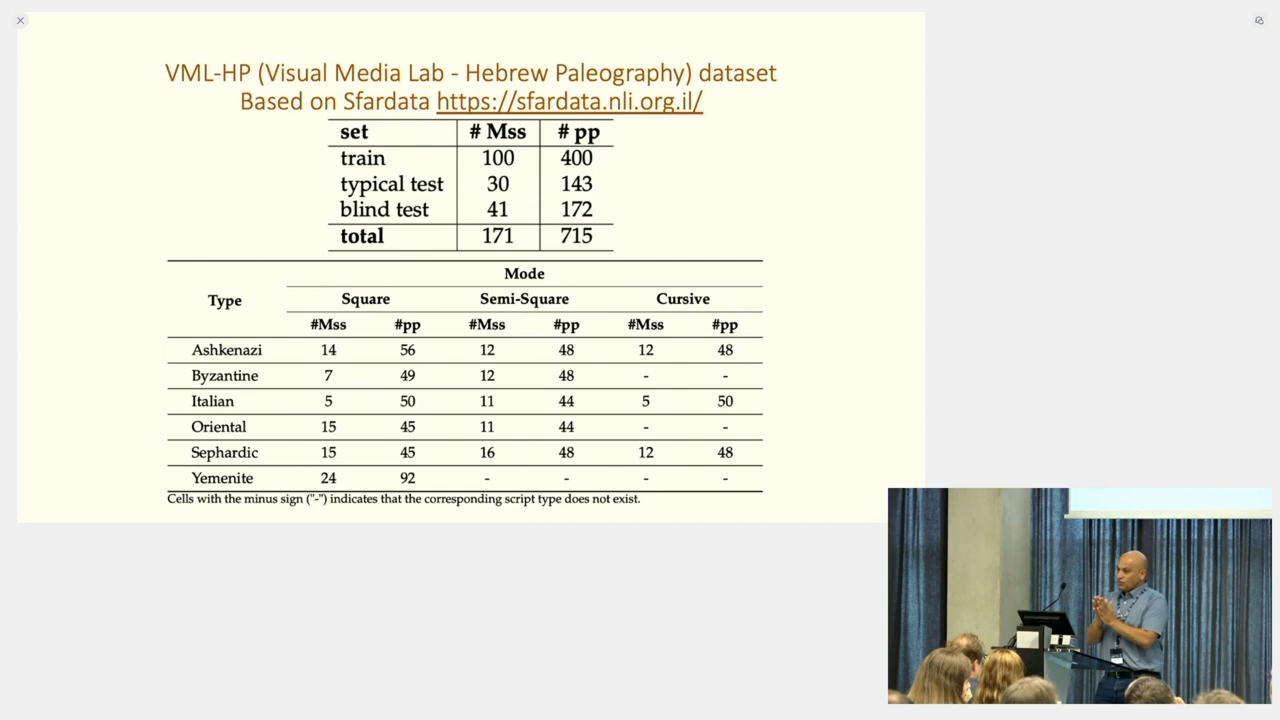 VML-HP (Visual Media Lab - Hebrew Paleography) dataset
Based on Sfardata https://sfardata.nli.org.il/
set # Mss # pp
train 100 400
typical test 30 143
blind test 41 172
total 171 715
Mode
Type Square Semi-Square Cursive
#Mss #pp #Mss #pp #Mss #pp
Ashkenazi 14 56 12 48 12 48
Byzantine 7 49 12 48 - -
Italian 5 50 11 44 5 50
Oriental 15 45 11 44 - -
Sephardic 15 45 16 48 12 48
Yemenite 24 92 - - - -
Cells with the minus sign ("-") indicates that the corresponding script type does not exist.